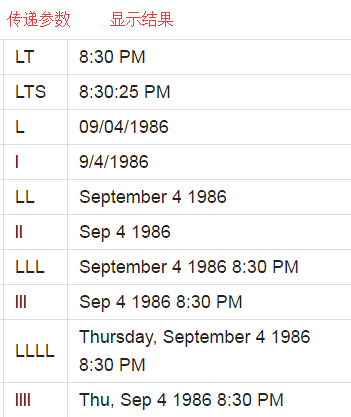 传递参数 显示结果
LT 8:30 PM
LTS 8:30:25 PM
L 09/04/1986
l 9/4/1986
LL September 4 1986
ll Sep 4 1986
LLL September 4 1986 8:30 PM
lll Sep 4 1986 8:30 PM
LLLL Thursday, September 4 1986
8:30 PM
llll Thu, Sep 4 1986 8:30 PM